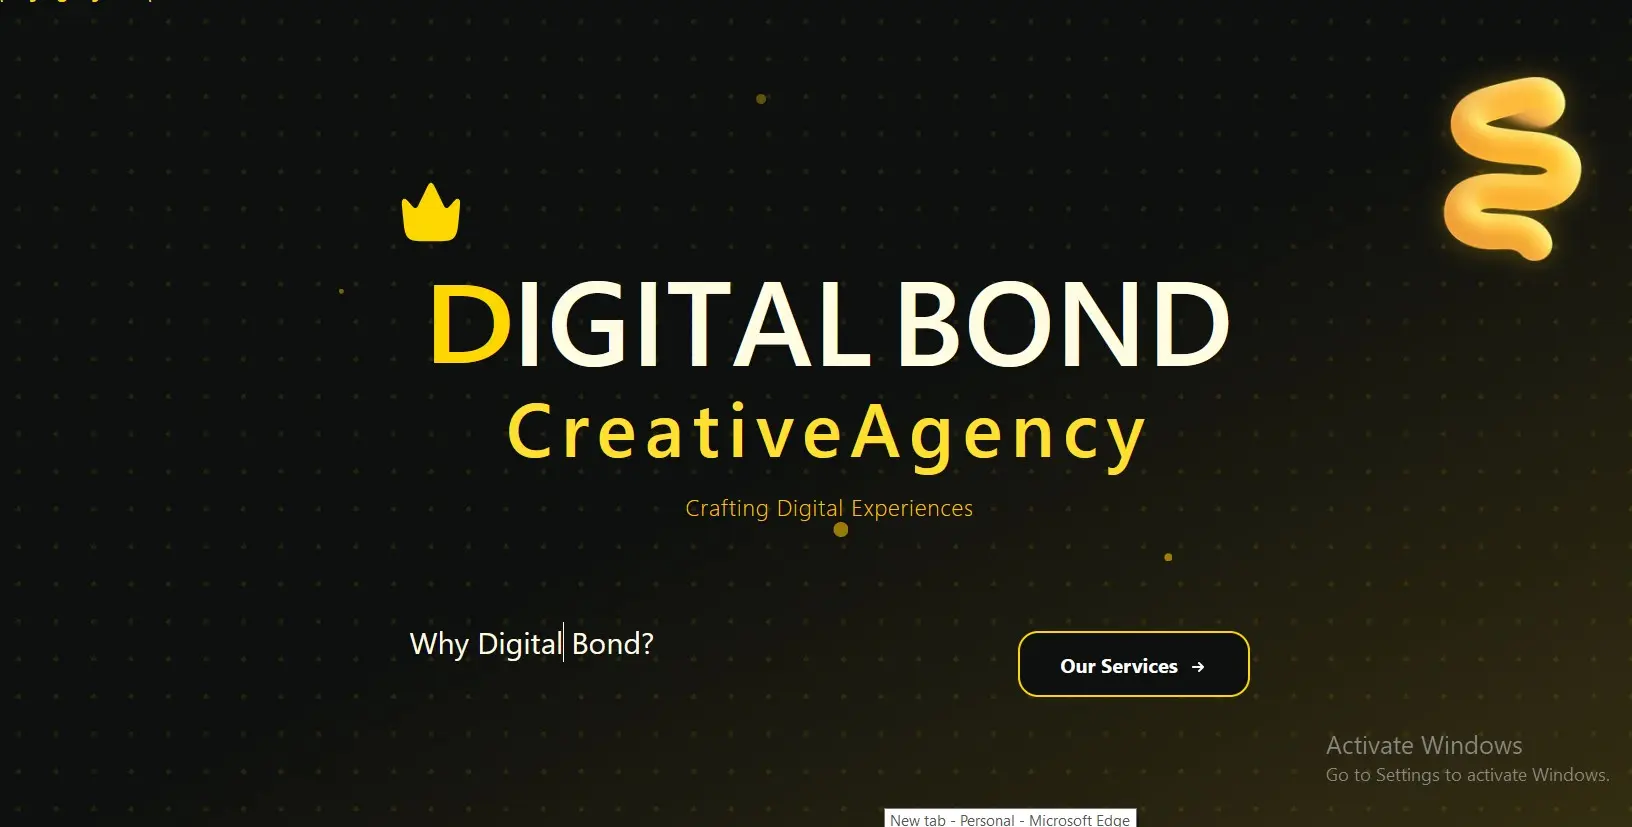 DIGITAL BOND
CreativeAgency
Crafting Digital Experiences
Why Digital Bond?
Our Services →
Activate Windows
Go to Settings to activate Windows.
New tab - Personal - Microsoft Edge